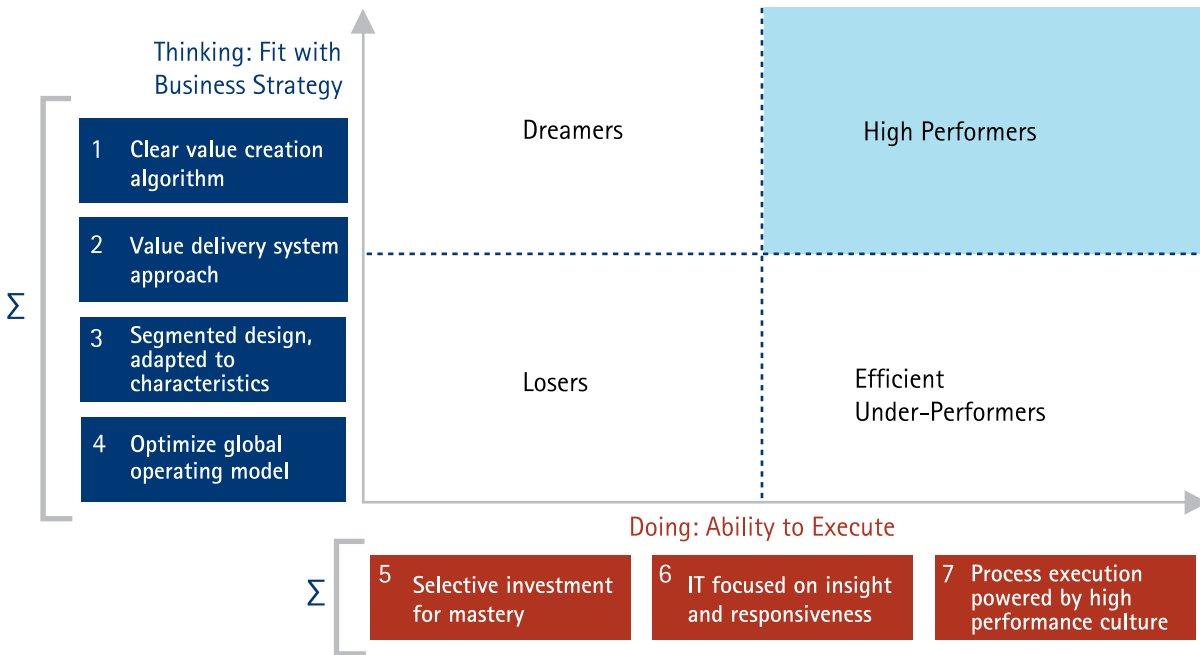 Thinking: Fit with
Business Strategy
Σ
1 Clear value creation
algorithm
2 Value delivery system
approach
3 Segmented design,
adapted to
characteristics
4 Optimize global
operating model
Dreamers
High Performers
Losers
Efficient
Under-Performers
Doing: Ability to Execute
Σ
5 Selective investment
for mastery
6 IT focused on insight
and responsiveness
7 Process execution
powered by high
performance culture